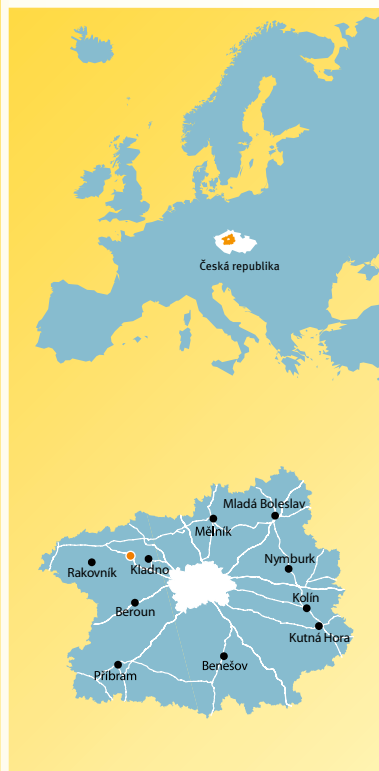 Česká republika
Mladá Boleslav
Mělník
Nymburk
Rakovník
Kladno
Kolín
Beroun
Kutná Hora
Benešov
Příbram